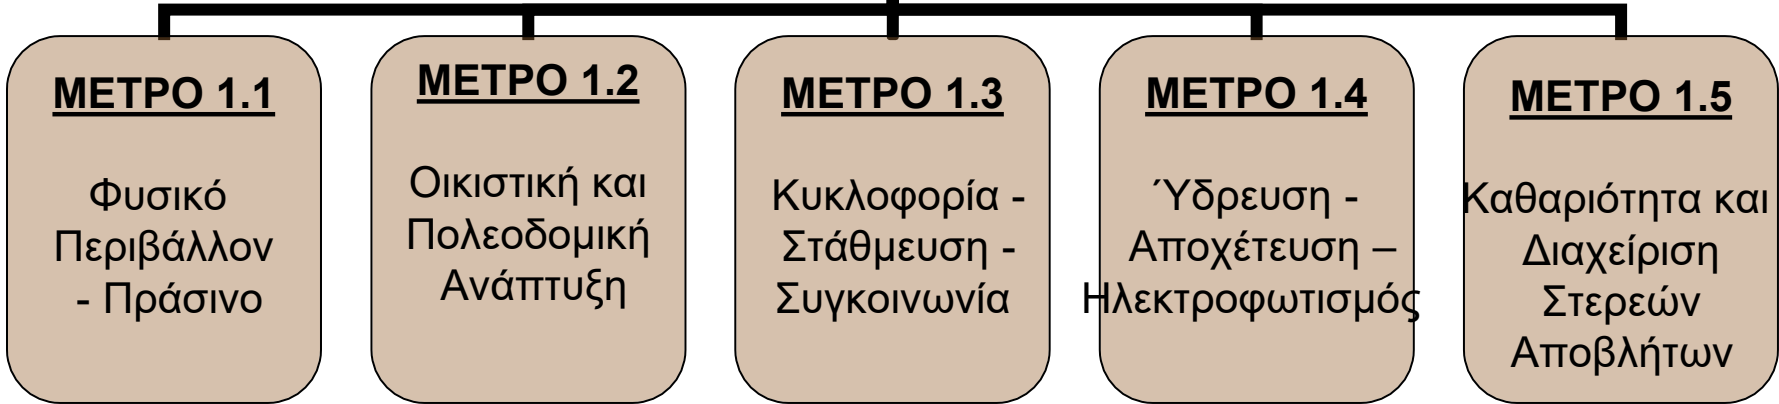 ΜΕΤΡΟ 1.1
Φυσικό
Περιβάλλον
- Πράσινο
ΜΕΤΡΟ 1.2
Οικιστική και
Πολεοδομική
Ανάπτυξη
ΜΕΤΡΟ 1.3
Κυκλοφορία -
Στάθμευση -
Συγκοινωνία
ΜΕΤΡΟ 1.4
Ύδρευση -
Αποχέτευση –
Ηλεκτροφωτισμός
ΜΕΤΡΟ 1.5
Καθαριότητα και
Διαχείριση
Στερεών
Αποβλήτων